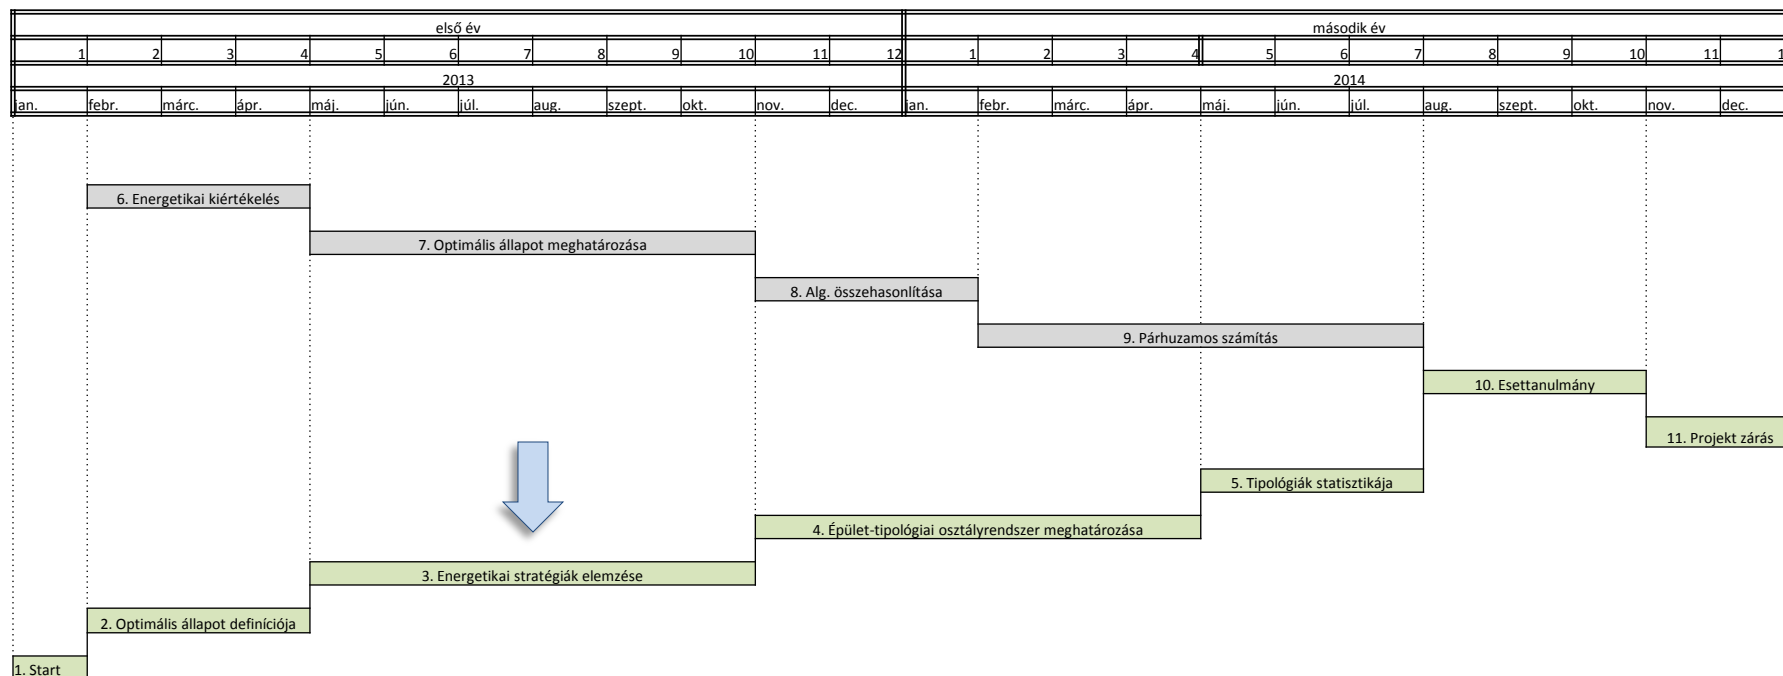 első év második év
1 2 3 4 5 6 7 8 9 10 11 12 1 2 3 4 5 6 7 8 9 10 11 1
2013 2014
jan. febr. márc. ápr. máj. jún. júl. aug. szept. okt. nov. dec. jan. febr. márc. ápr. máj. jún. júl. aug. szept. okt. nov. dec.
6. Energetikai kiértékelés
7. Optimális állapot meghatározása
8. Alg. összehasonlítása
9. Párhuzamos számítás
10. Esettanulmány
11. Projekt zárás
5. Tipológiák statisztikája
4. Épület-tipológiai osztályrendszer meghatározása
3. Energetikai stratégiák elemzése
2. Optimális állapot definíciója
1. Start